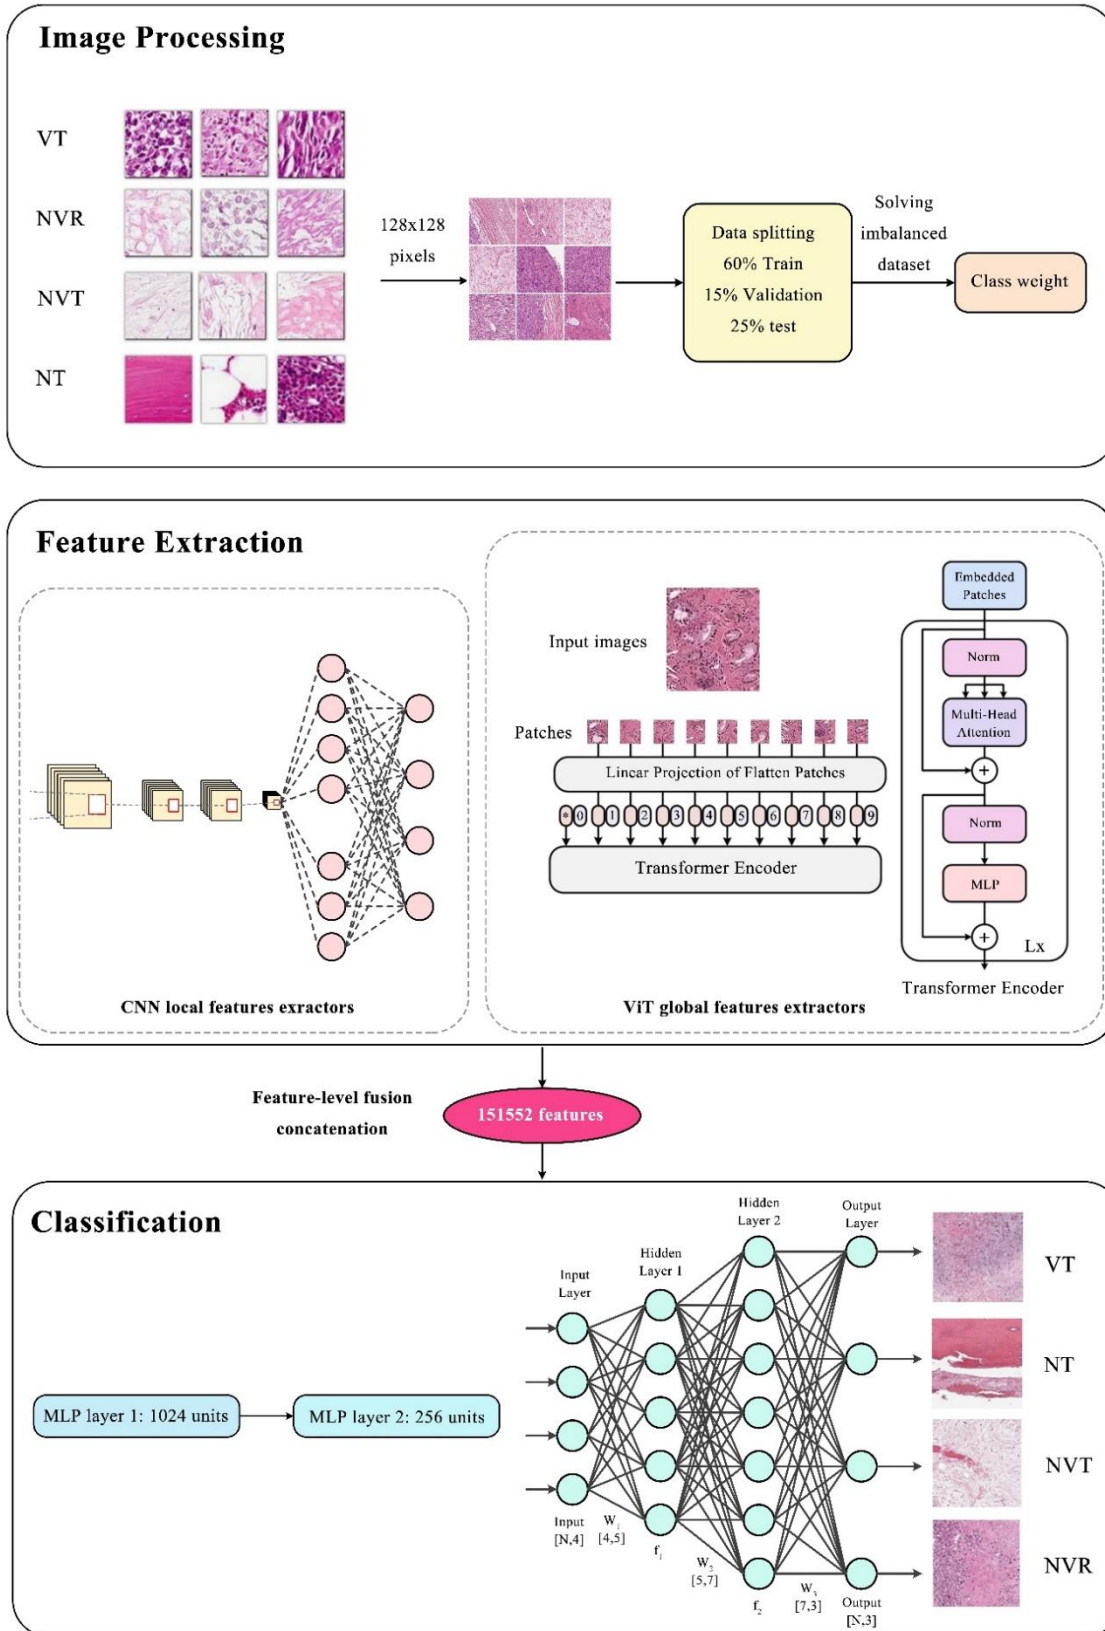 Image Processing
VT
NVR
NVT
NT
128x128
pixels
Data splitting
60% Train
15% Validation
25% test
Solving
imbalanced
dataset
Class weight
Feature Extraction
CNN local features exractors
Input images
Patches
Linear Projection of Flatten Patches
* 0 1 2 3 4 5 6 7 8 9
Transformer Encoder
ViT global features exractors
Embedded
Patches
Norm
Multi-Head
Attention
+
Norm
MLP
+
Lx
Transformer Encoder
Feature-level fusion
concatenation
151552 features
Classification
MLP layer 1: 1024 units
MLP layer 2: 256 units
Input
Layer
Hidden
Layer 1
Hidden
Layer 2
Output
Layer
Input
[N,4]
W1
[4,5]
f1
W2
[5,7]
f2
W3
[7,3]
Output
[N,3]
VT
NT
NVT
NVR